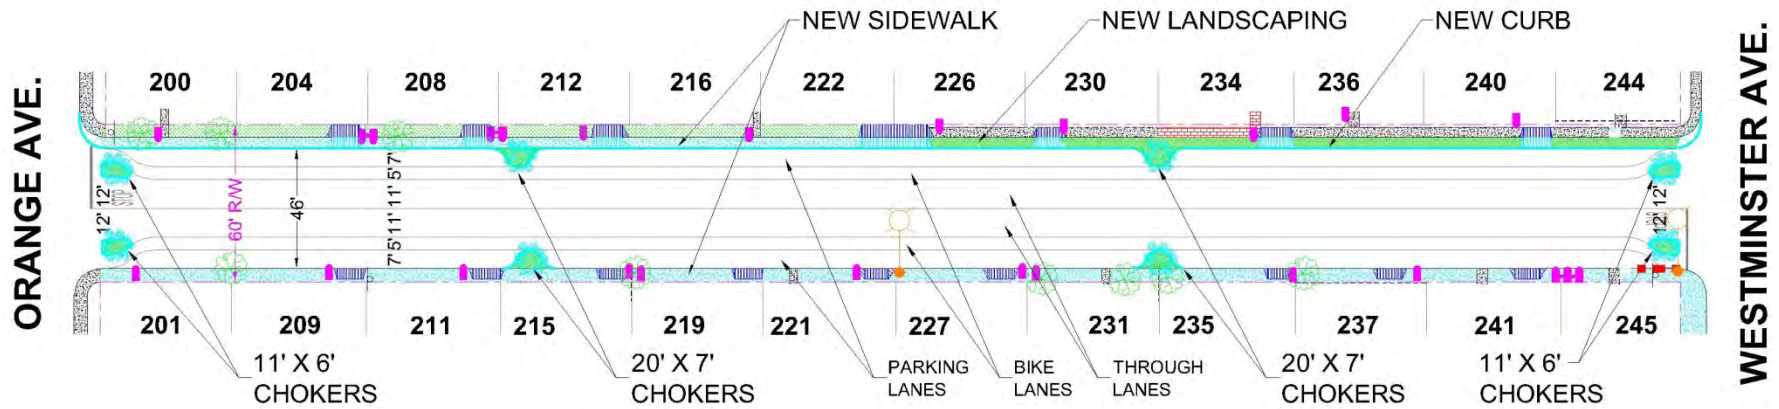 NEW SIDEWALK
NEW LANDSCAPING
NEW CURB
ORANGE AVE.
WESTMINSTER AVE.
200
204
208
212
216
222
226
230
234
236
240
244
12' 12'
STOP
12' 12'
60' R/W
46'
7' 5' 11' 11' 5' 7'
12' 12'
201
209
211
215
219
221
227
231
235
237
241
245
11' X 6'
CHOKERS
20' X 7'
CHOKERS
PARKING
LANES
BIKE
LANES
THROUGH
LANES
20' X 7'
CHOKERS
11' X 6'
CHOKERS